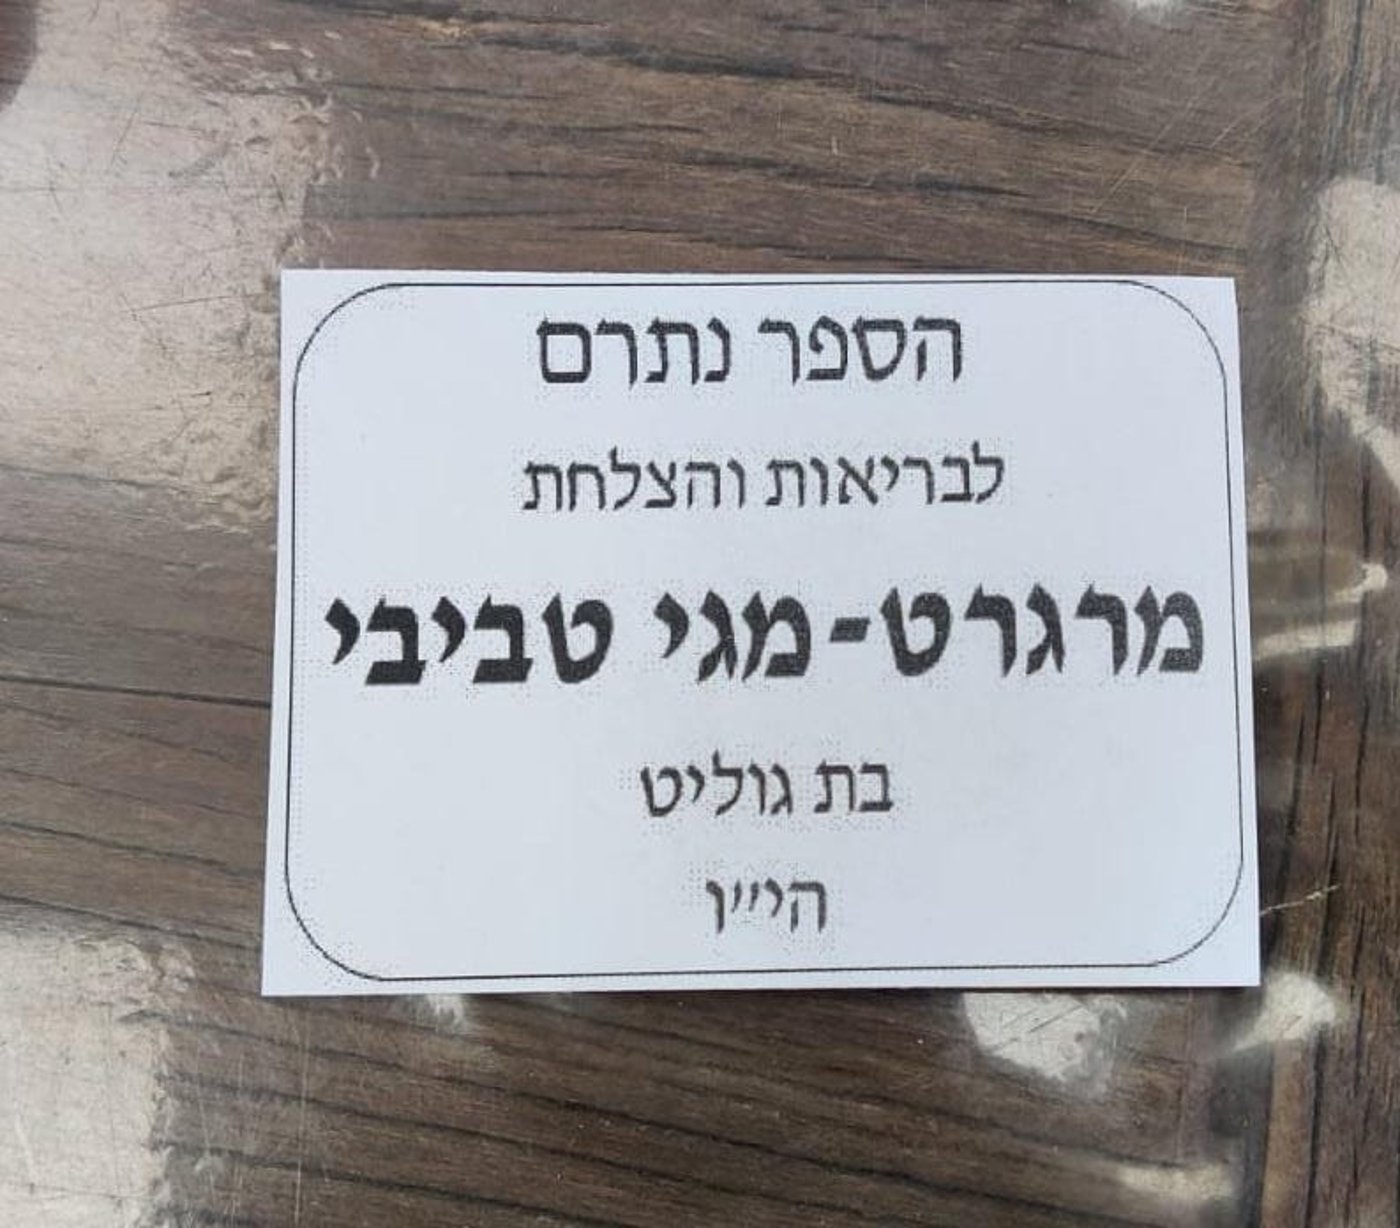 הספר נתרם
לבריאות והצלחת
מרגרט-מגי טביבי
בת גוליט
הי״ו